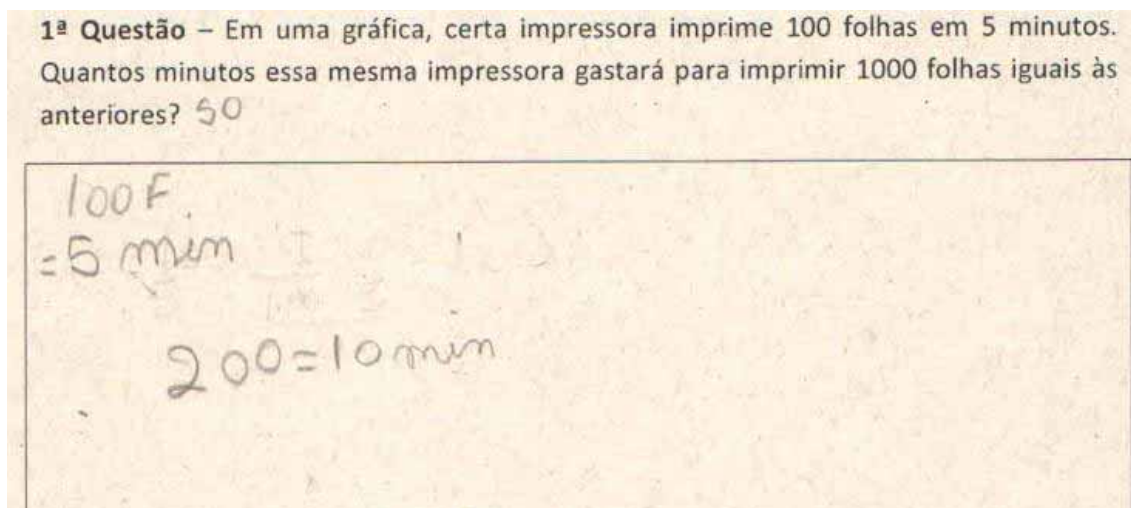 1ª Questão – Em uma gráfica, certa impressora imprime 100 folhas em 5 minutos.
Quantos minutos essa mesma impressora gastará para imprimir 1000 folhas iguais às
anteriores? 50
100 F.
=5 min
200=10 min